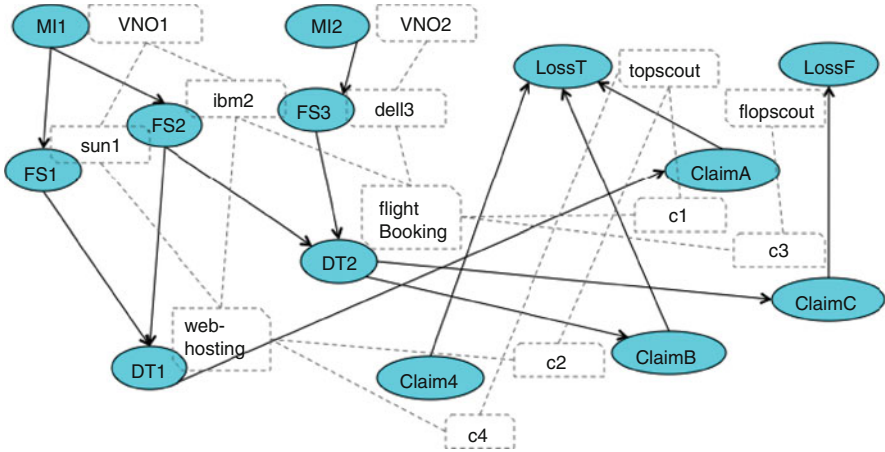 MI1
VNO1
MI2
VNO2
LossT
topscout
LossF
ibm2
FS2
FS3
dell3
flopscout
sun1
FS1
ClaimA
flight
Booking
c1
c3
DT2
ClaimC
web-
hosting
DT1
c2
ClaimB
Claim4
c4